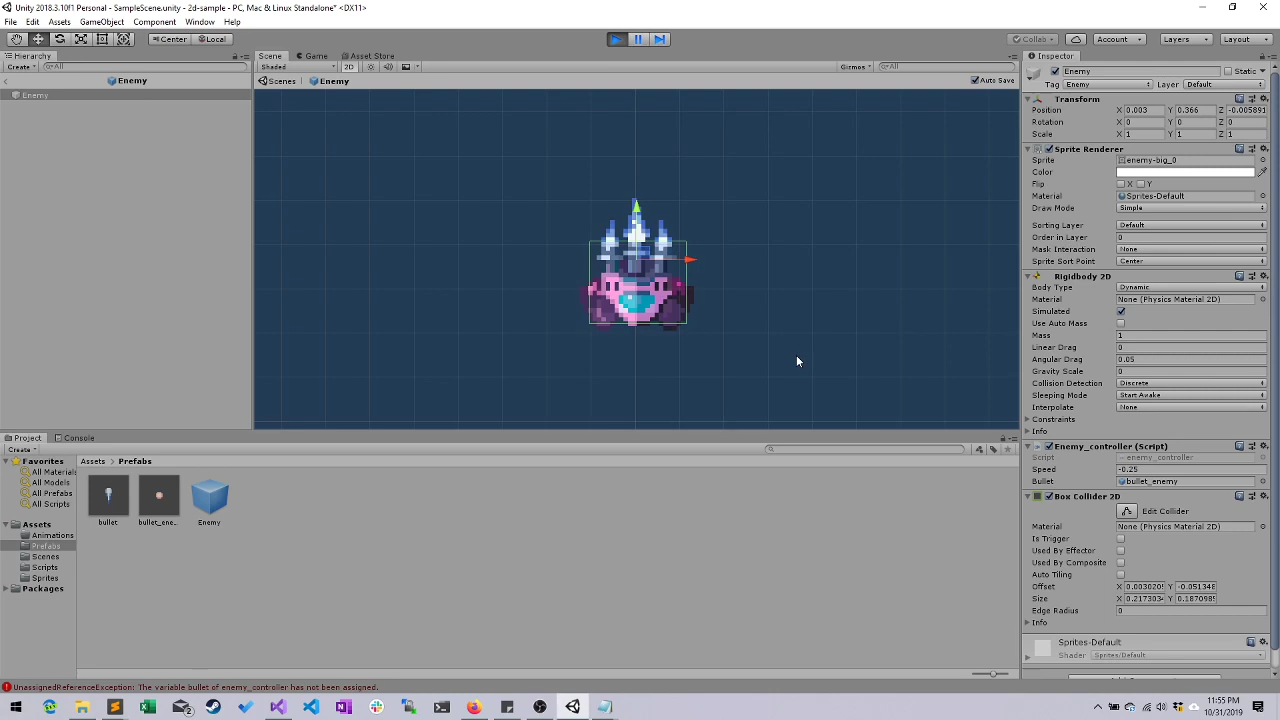 Unity 2018.3.10f1 Personal - SampleScene.unity - 2d-sample - PC, Mac & Linux Standalone* <DX11>
File Edit Assets GameObject Component Window Help
Center Local Collab Account Layers Layout
Hierarchy
Create All
Enemy
Enemy
Scene Game Asset Store
Shaded 2D Gizmos All
Scenes Enemy Auto Save
Inspector
Enemy Static
Tag Enemy Layer Default
Transform
Position X 0.003 Y 0.366 Z -0.005891
Rotation X 0 Y 0 Z 0
Scale X 1 Y 1 Z 1
Sprite Renderer
Sprite enemy-big_0
Color
Flip X Y
Material Sprites-Default
Draw Mode Simple
Sorting Layer Default
Order in Layer 0
Mask Interaction None
Sprite Sort Point Center
Rigidbody 2D
Body Type Dynamic
Material None (Physics Material 2D)
Simulated
Use Auto Mass
Mass 1
Linear Drag 0
Angular Drag 0.05
Gravity Scale 0
Collision Detection Discrete
Sleeping Mode Start Awake
Interpolate None
Constraints
Info
Enemy_controller (Script)
Script enemy_controller
Speed -0.25
Bullet bullet_enemy
Box Collider 2D
Edit Collider
Material None (Physics Material 2D)
Is Trigger
Used By Effector
Used By Composite
Auto Tiling
Offset X 0.003020 Y -0.051346
Size X 0.217303 Y 0.187098
Edge Radius 0
Info
Sprites-Default
Shader Sprites/Default
Project Console
Create
Favorites
All Materials
All Models
All Prefabs
All Scripts
Assets
Animations
Prefabs
Scenes
Scripts
Sprites
Packages
Assets > Prefabs
bullet bullet_ene... Enemy
UnassignedReferenceException: The variable bullet of enemy_controller has not been assigned.
11:55 PM
10/31/2019